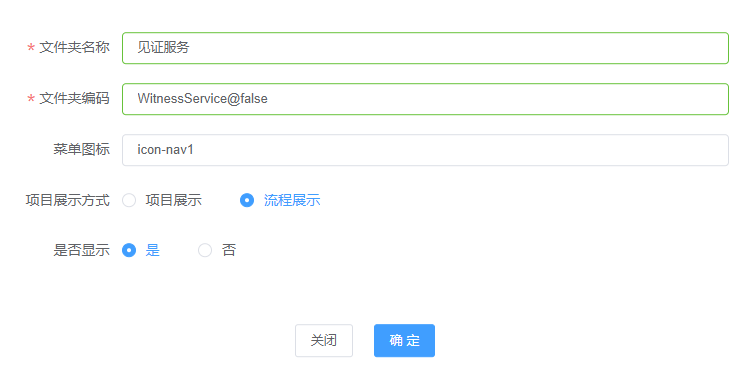 * 文件夹名称 见证服务
* 文件夹编码 WitnessService@false
菜单图标 icon-nav1
项目展示方式 项目展示 流程展示
是否显示 是 否
关闭 确 定